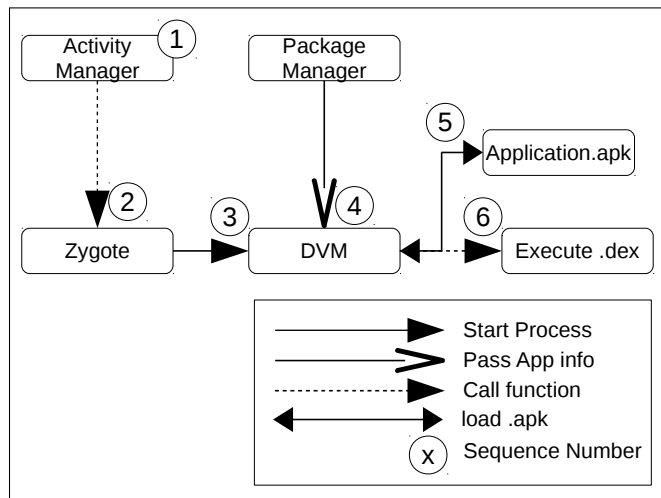 Activity
Manager
1
Package
Manager
5
Application.apk
2
3
4
6
Zygote
DVM
Execute .dex
Start Process
Pass App info
Call function
load .apk
x
Sequence Number